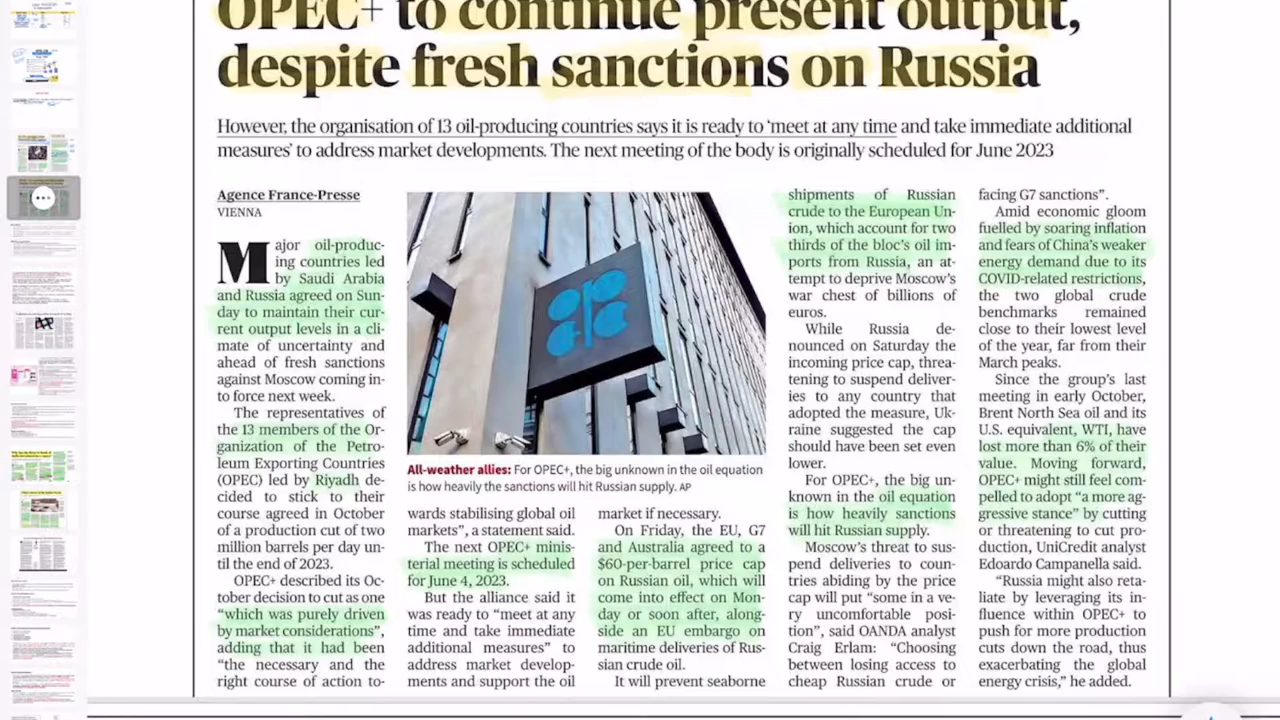 OPEC+ to continue present output,
despite fresh sanctions on Russia
However, the organisation of 13 oil-producing countries says it is ready to ‘meet at any time and take immediate additional
measures’ to address market developments. The next meeting of the body is originally scheduled for June 2023
Agence France-Presse
VIENNA
Major oil-produc-
ing countries led
by Saudi Arabia
and Russia agreed on Sun-
day to maintain their cur-
rent output levels in a cli-
mate of uncertainty and
ahead of fresh sanctions
against Moscow coming in-
to force next week.
The representatives of
the 13 members of the Or-
ganization of the Petro-
leum Exporting Countries
(OPEC) led by Riyadh de-
cided to stick to their
course agreed in October
of a production cut of two
million barrels per day un-
til the end of 2023.
OPEC+ described its Oc-
tober decision to cut as one
“which was purely driven
by market considerations”,
adding that it had been
“the necessary and the
right course of action to-
All-weather allies: For OPEC+, the big unknown in the oil equation
is how heavily the sanctions will hit Russian supply. AP
wards stabilising global oil
markets”, a statement said.
The next OPEC+ minis-
terial meeting is scheduled
for June 4, 2023
But the alliance said it
was ready to “meet at any
time and take immediate
additional measures” to
address market develop-
ments and support the oil
market if necessary.
On Friday, the EU, G7
and Australia agreed to a
$60-per-barrel price cap
on Russian oil, which will
come into effect on Mon-
day or soon after, along-
side an EU embargo on
maritime deliveries of Rus-
sian crude oil.
It will prevent seaborne
shipments of Russian
crude to the European Un-
ion, which account for two
thirds of the bloc’s oil im-
ports from Russia, an at-
tempt to deprive Moscow’s
war chest of billions of
euros.
While Russia de-
nounced on Saturday the
incoming price cap, threa-
tening to suspend deliver-
ies to any country that
adopted the measure, Uk-
raine suggested the cap
should have been set even
lower.
For OPEC+, the big un-
known in the oil equation
is how heavily sanctions
will hit Russian supply.
Moscow’s threat to sus-
pend deliveries to coun-
tries abiding by the price
cap will put “some in a ve-
ry uncomfortable posi-
tion”, said OANDA analyst
Craig Erlam: “Choosing
between losing access to
cheap Russian crude or
facing G7 sanctions”.
Amid economic gloom
fuelled by soaring inflation
and fears of China’s weaker
energy demand due to its
COVID-related restrictions,
the two global crude
benchmarks remained
close to their lowest level
of the year, far from their
March peaks.
Since the group’s last
meeting in early October,
Brent North Sea oil and its
U.S. equivalent, WTI, have
lost more than 6% of their
value. Moving forward,
OPEC+ might still feel com-
pelled to adopt “a more ag-
gressive stance” by cutting
or threatening to cut pro-
duction, UniCredit analyst
Edoardo Campanella said.
“Russia might also reta-
liate by leveraging its in-
fluence within OPEC+ to
push for more production
cuts down the road, thus
exacerbating the global
energy crisis,” he added.